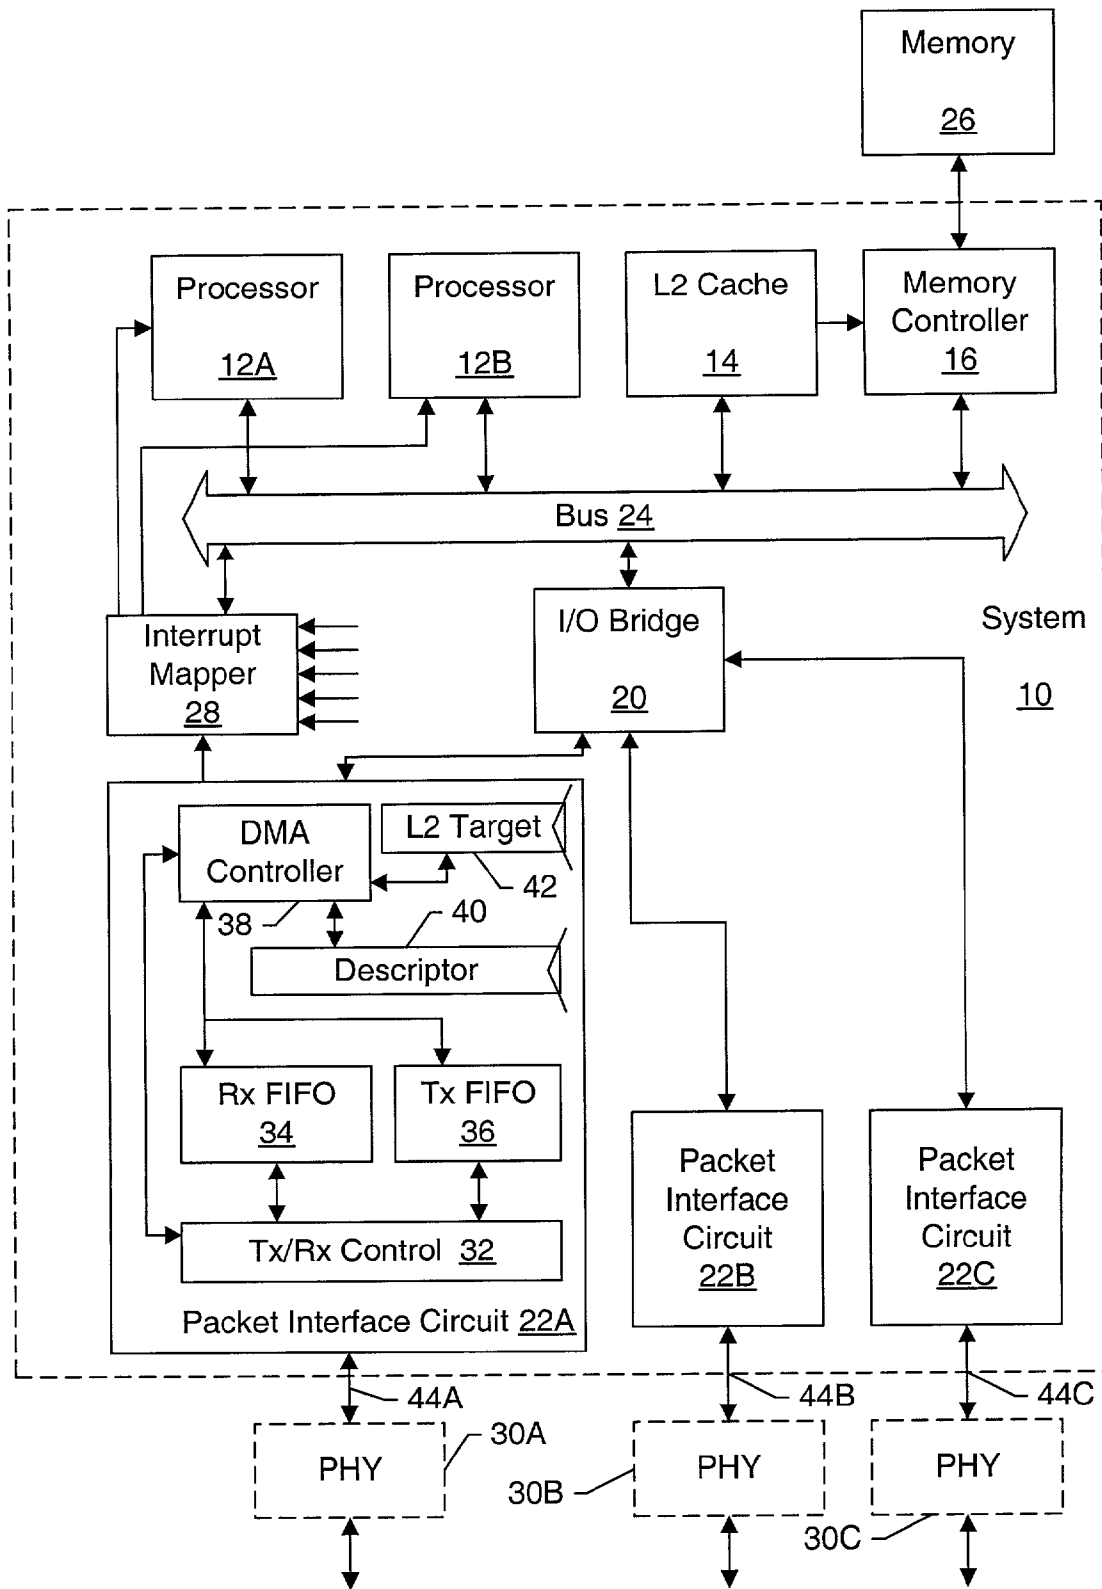 Memory
26
Processor
12A
Processor
12B
L2 Cache
14
Memory
Controller
16
Bus 24
Interrupt
Mapper
28
I/O Bridge
20
System
10
DMA
Controller
38
L2 Target
42
40
Descriptor
Rx FIFO
34
Tx FIFO
36
Tx/Rx Control 32
Packet Interface Circuit 22A
Packet
Interface
Circuit
22B
Packet
Interface
Circuit
22C
44A
44B
44C
PHY
30A
30B
PHY
PHY
30C